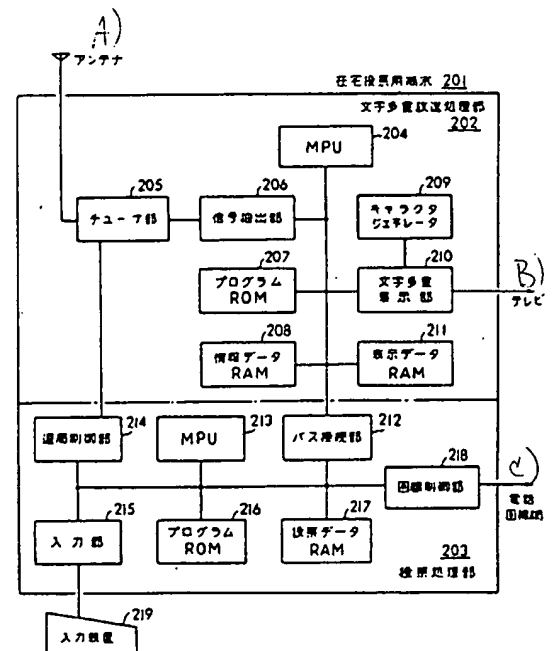 A)
アンテナ
在宅投票用端末 201
文字多重放送処理部
202
204
MPU
205
チューナ部
206
信号抽出部
209
キャラクタ
ジェネレータ
207
プログラム
ROM
210
文字多重
表示部
B)
テレビ
208
情報データ
RAM
211
表示データ
RAM
214
選局制御部
213
MPU
212
バス接続部
218
回線制御部
C)
電話
回線網
215
入力部
216
プログラム
ROM
217
投票データ
RAM
203
投票処理部
219
入力装置